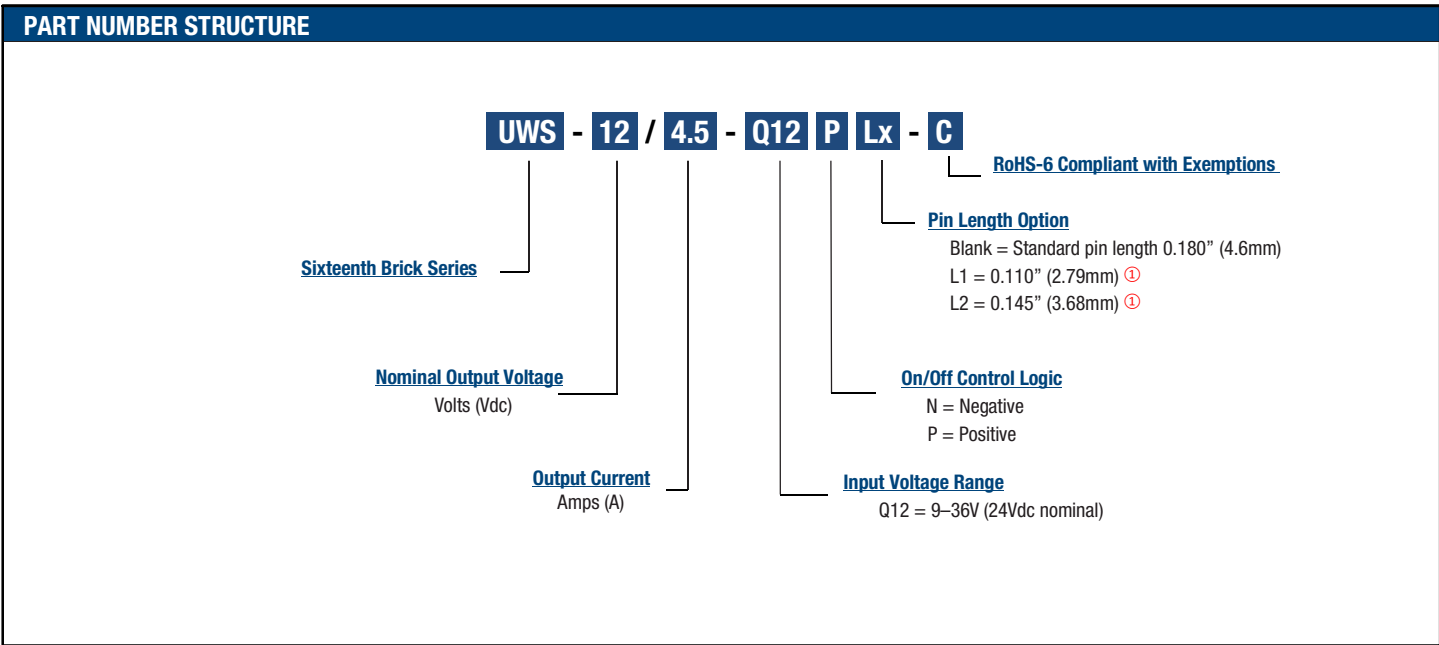 PART NUMBER STRUCTURE
UWS - 12 / 4.5 - Q12 P Lx - C
RoHS-6 Compliant with Exemptions
Pin Length Option
Blank = Standard pin length 0.180” (4.6mm)
L1 = 0.110” (2.79mm) ①
L2 = 0.145” (3.68mm) ①
Sixteenth Brick Series
Nominal Output Voltage
Volts (Vdc)
On/Off Control Logic
N = Negative
P = Positive
Output Current
Amps (A)
Input Voltage Range
Q12 = 9–36V (24Vdc nominal)